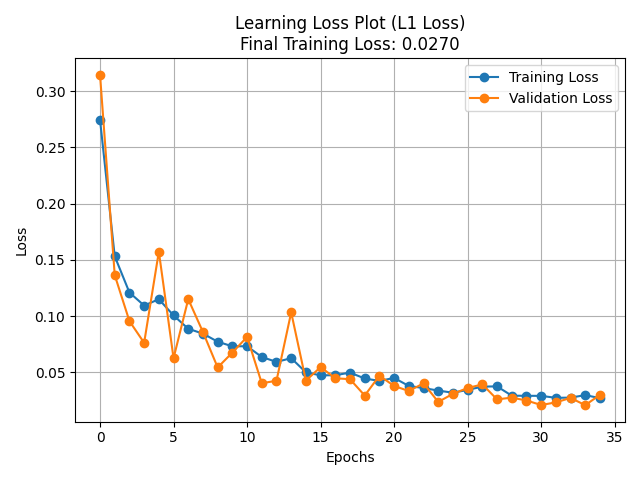 Learning Loss Plot (L1 Loss)
Final Training Loss: 0.0270
Training Loss
Validation Loss
Loss
0.30
0.25
0.20
0.15
0.10
0.05
0 5 10 15 20 25 30 35
Epochs